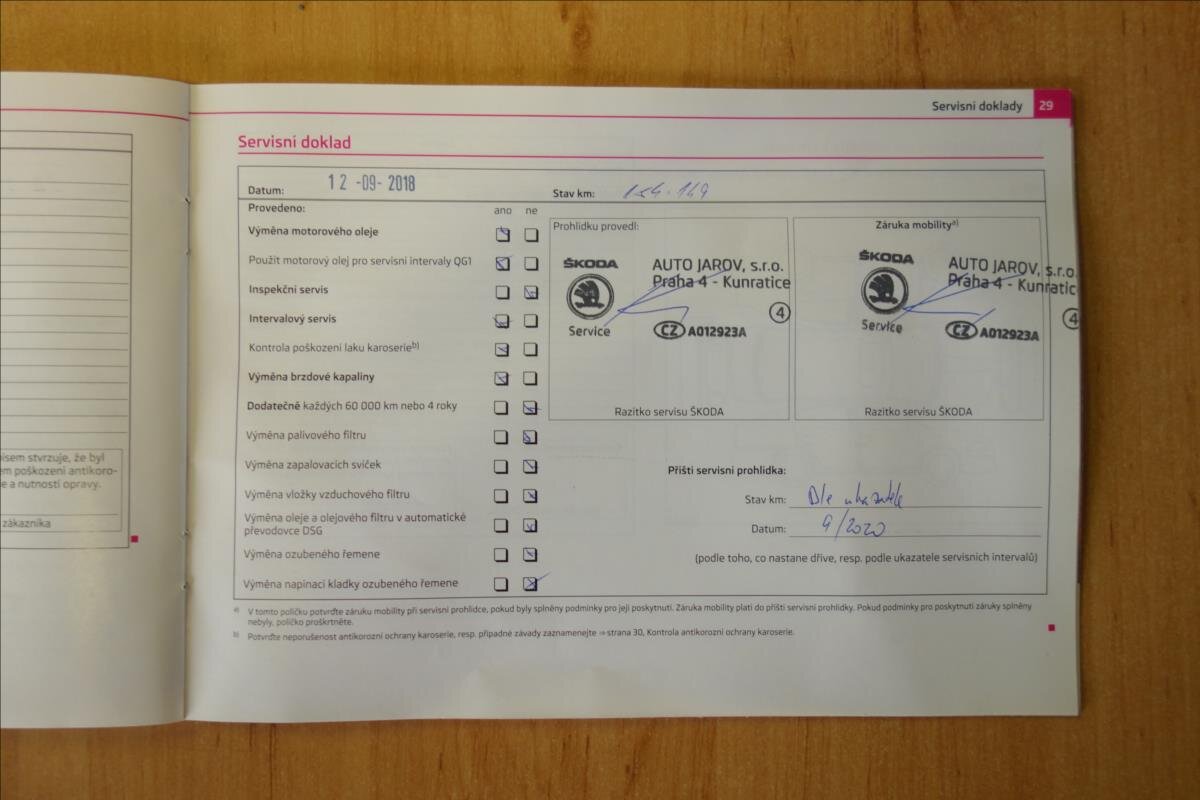 Servisní doklady 29
Servisní doklad
Datum: 12 -09- 2018
Stav km: 154.149
Provedeno: ano ne
Výměna motorového oleje
Použit motorový olej pro servisní intervaly QG1
Inspekční servis
Intervalový servis
Kontrola poškození laku karoserieb)
Výměna brzdové kapaliny
Dodatečně každých 60 000 km nebo 4 roky
Výměna palivového filtru
Výměna zapalovacích svíček
Výměna vložky vzduchového filtru
Výměna oleje a olejového filtru v automatické
převodovce DSG
Výměna ozubeného řemene
Výměna napínací kladky ozubeného řemene
Prohlídku provedl:
ŠKODA
Service
AUTO JAROV, s.r.o.
Praha 4 - Kunratice
4
CZ A012923A
Razítko servisu ŠKODA
Záruka mobilitya)
ŠKODA
Service
AUTO JAROV, s.r.o.
Praha 4 - Kunratic
4
CZ A012923A
Razítko servisu ŠKODA
Příští servisní prohlídka:
Stav km: Dle ukazatele
Datum: 9/2020
(podle toho, co nastane dříve, resp. podle ukazatele servisních intervalů)
a) V tomto políčku potvrďte záruku mobility při servisní prohlídce, pokud byly splněny podmínky pro její poskytnutí. Záruka mobility platí do příští servisní prohlídky. Pokud podmínky pro poskytnutí záruky splněny
nebyly, políčko proškrtněte.
b) Potvrďte neporušenost antikorozní ochrany karoserie, resp. případné závady zaznamenejte ⇒ strana 30, Kontrola antikorozní ochrany karoserie.
isem stvrzuje, že byl
em poškození antikoro-
e a nutností opravy.
zákazníka